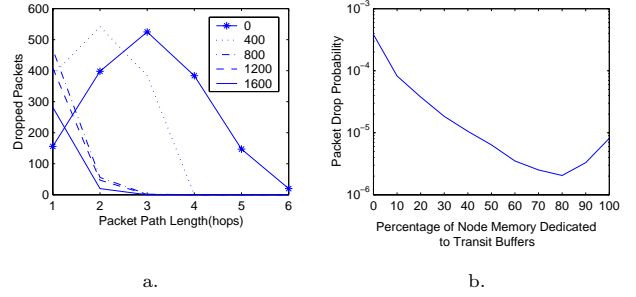 600
500
400
300
200
100
0
1 2 3 4 5 6
Dropped Packets
Packet Path Length(hops)
0
400
800
1200
1600
a.
10^-3
10^-4
10^-5
10^-6
0 10 20 30 40 50 60 70 80 90 100
Packet Drop Probability
Percentage of Node Memory Dedicated
to Transit Buffers
b.